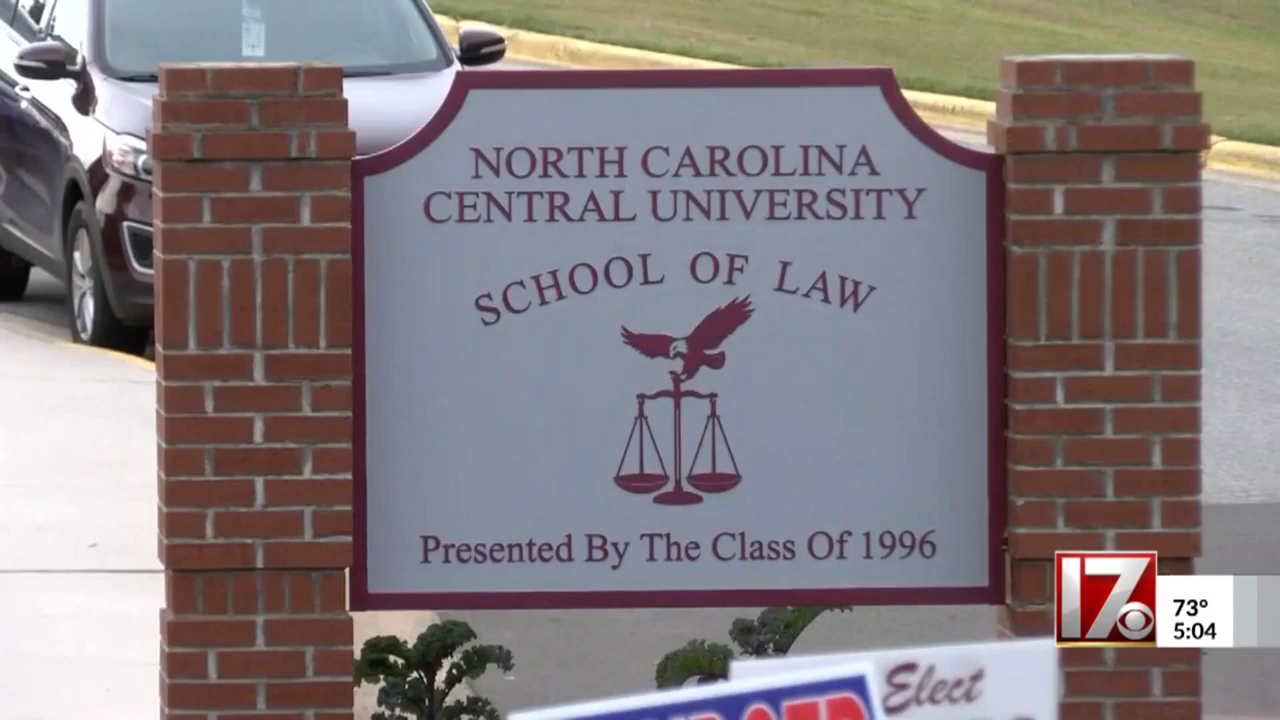 NORTH CAROLINA
CENTRAL UNIVERSITY
SCHOOL OF LAW
Presented By The Class Of 1996
17
73°
5:04
Elect